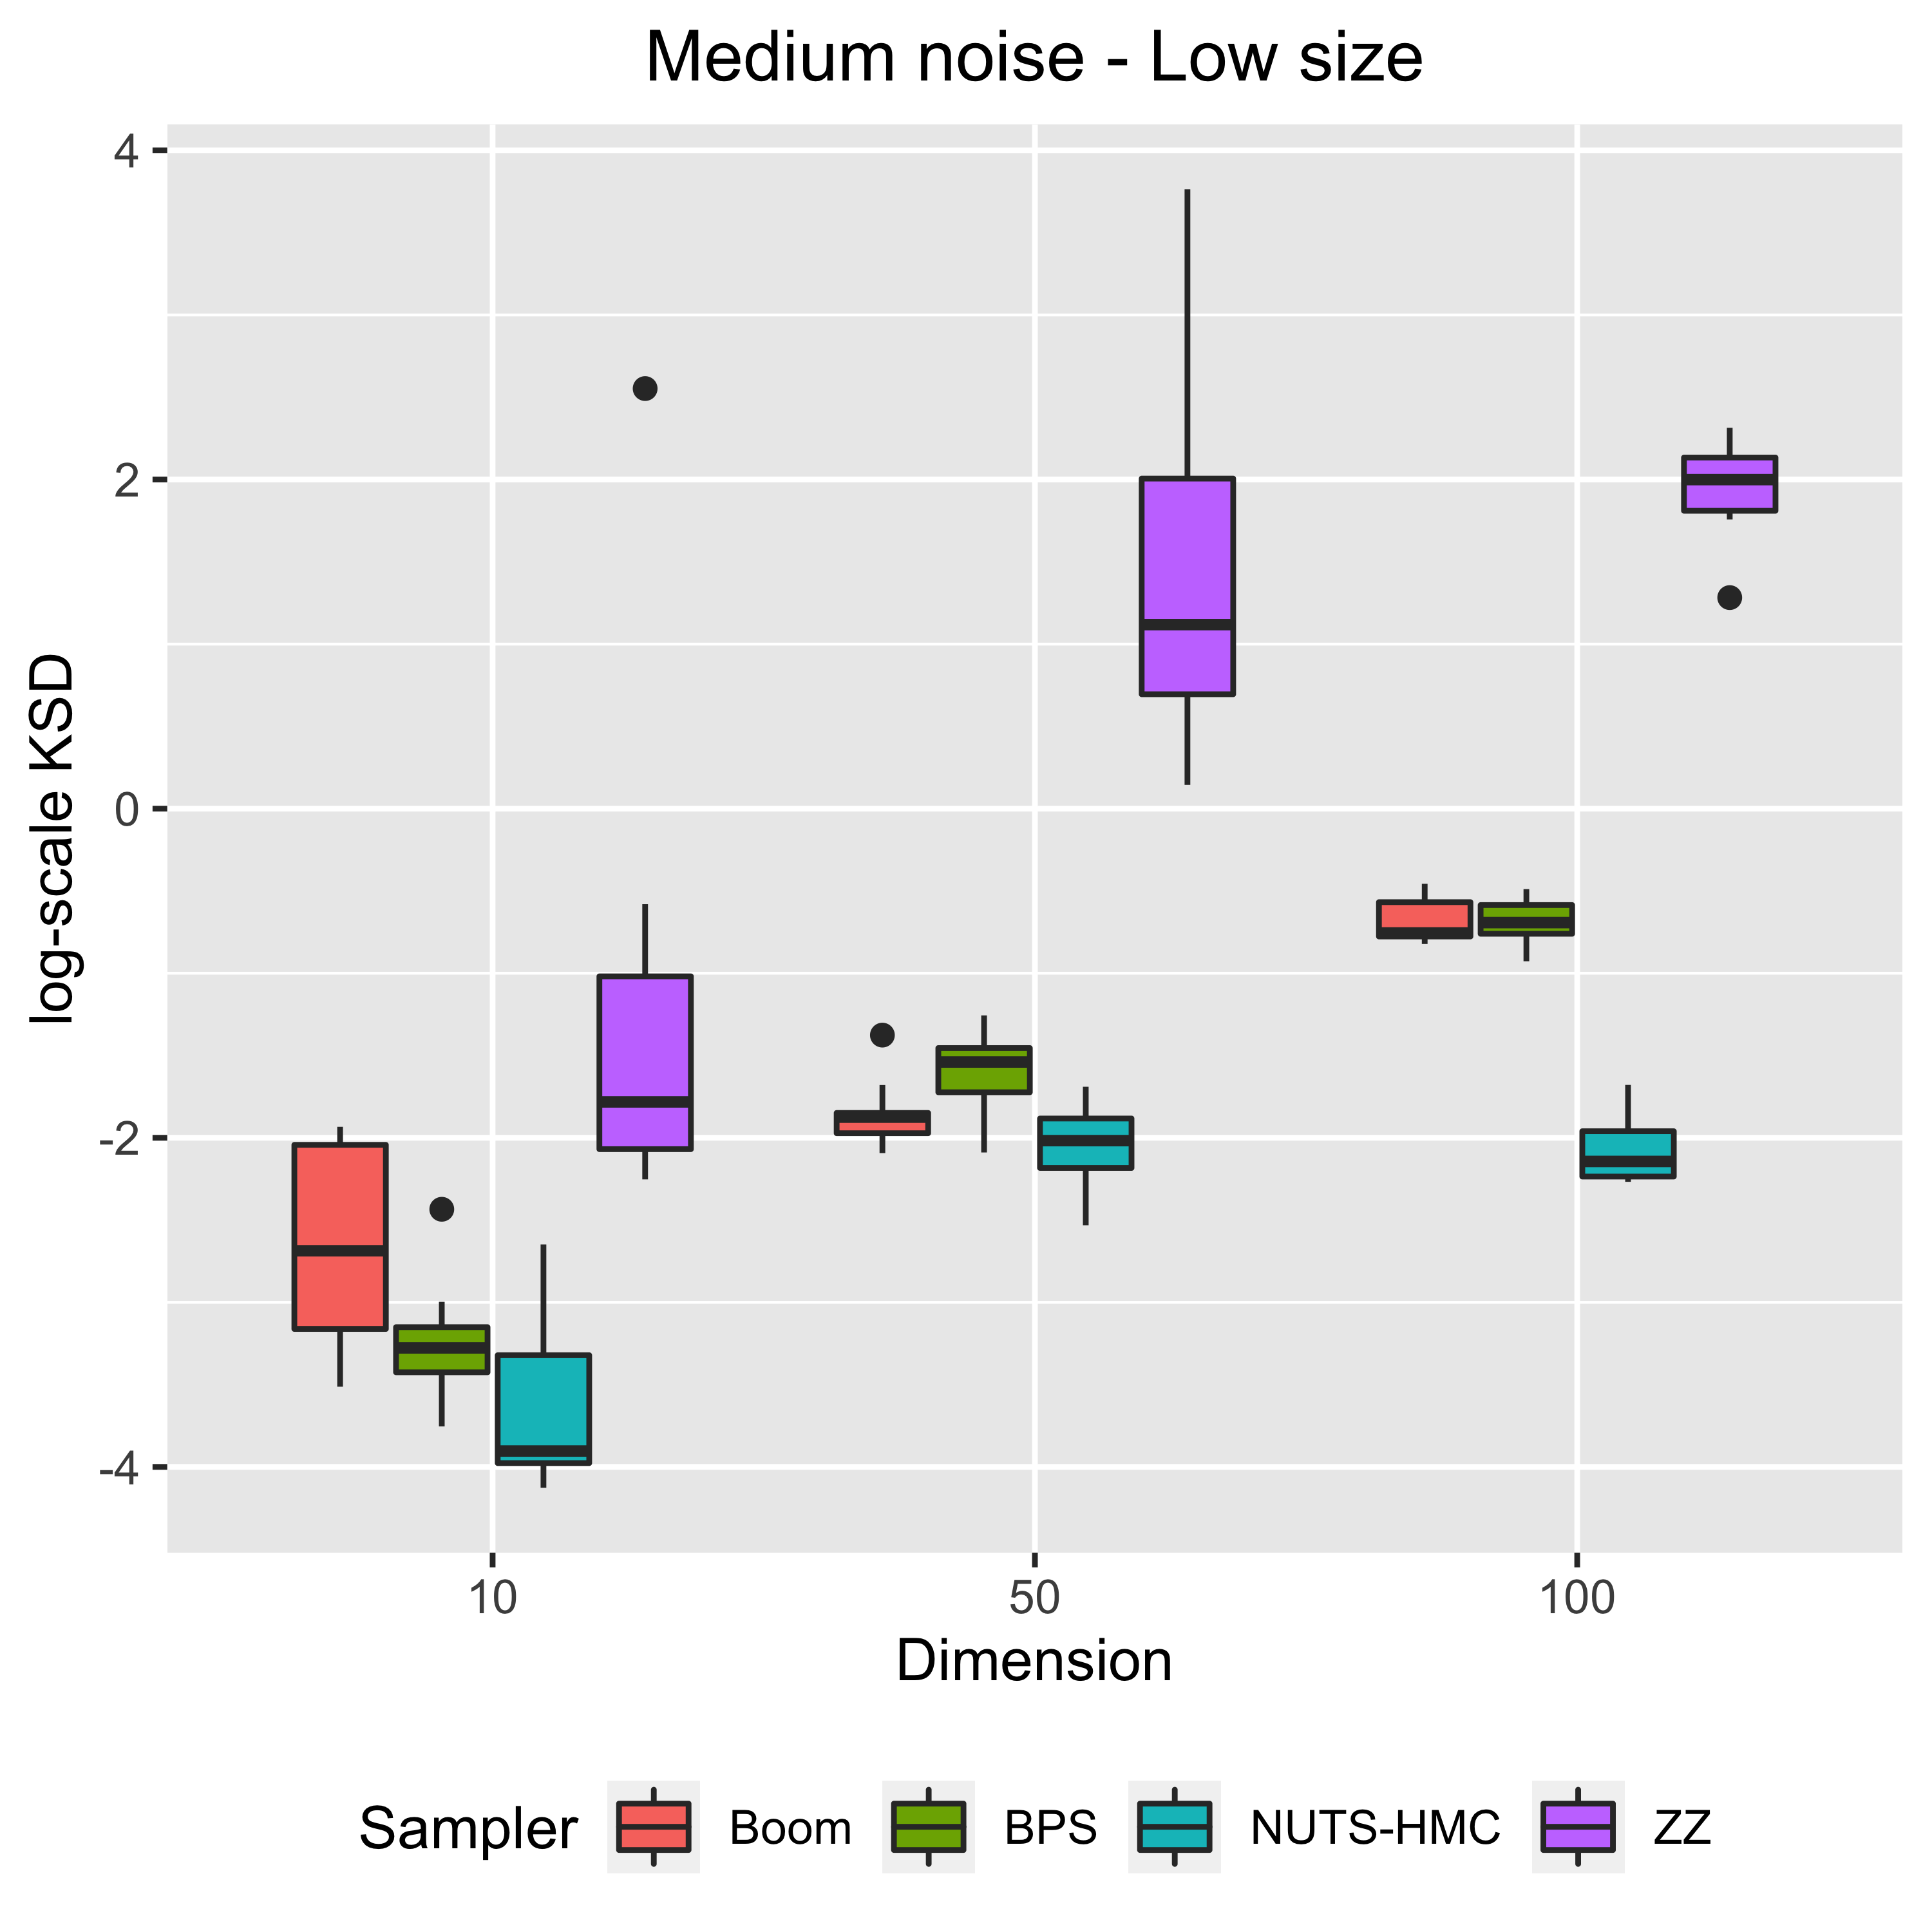 Medium noise - Low size
log-scale KSD
4
2
0
-2
-4
10 50 100
Dimension
Sampler Boom BPS NUTS-HMC ZZ